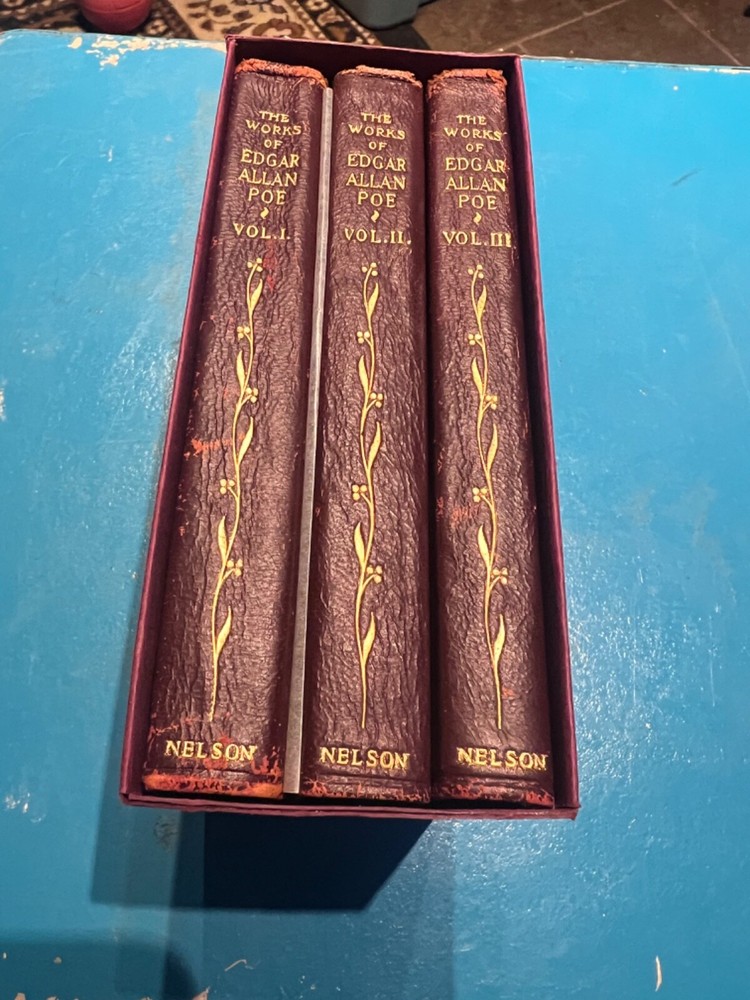 THE
WORKS
OF
EDGAR
ALLAN
POE
VOL.I.
NELSON
THE
WORKS
OF
EDGAR
ALLAN
POE
VOL.II.
NELSON
THE
WORKS
OF
EDGAR
ALLAN
POE
VOL.III
NELSON